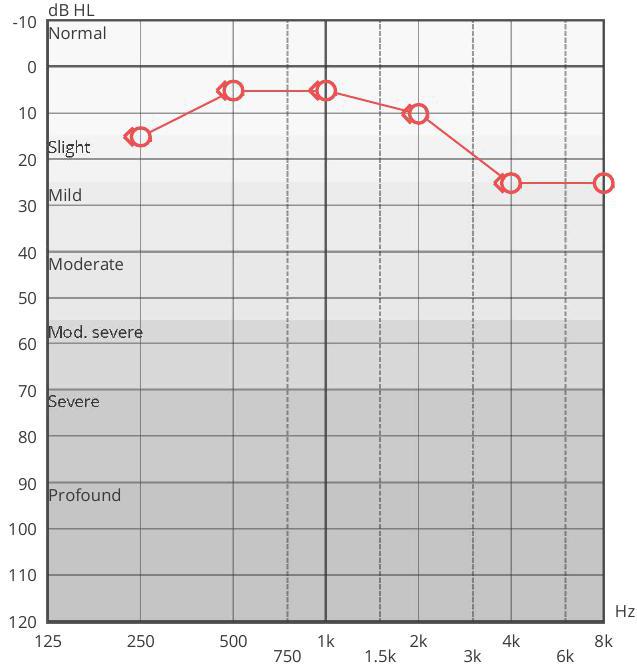 dB HL
-10
Normal
0
10
Slight
20
Mild
30
40
Moderate
50
Mod. severe
60
70
Severe
80
90
Profound
100
110
120
Hz
125 250 500 1k 2k 4k 8k
750 1.5k 3k 6k